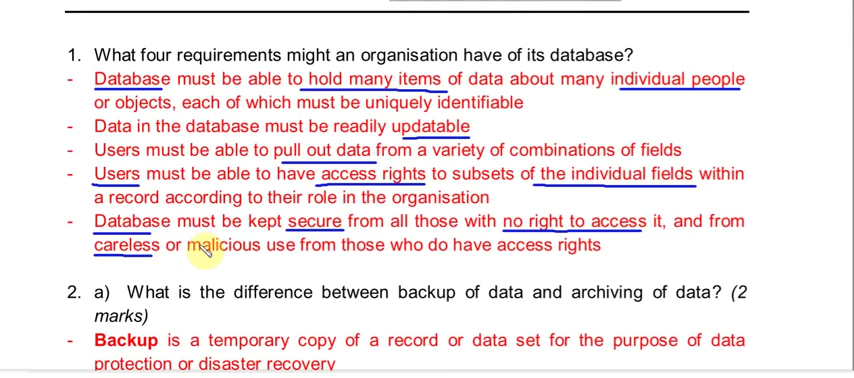 1. What four requirements might an organisation have of its database?
- Database must be able to hold many items of data about many individual people
or objects, each of which must be uniquely identifiable
- Data in the database must be readily updatable
- Users must be able to pull out data from a variety of combinations of fields
- Users must be able to have access rights to subsets of the individual fields within
a record according to their role in the organisation
- Database must be kept secure from all those with no right to access it, and from
careless or malicious use from those who do have access rights
2. a) What is the difference between backup of data and archiving of data? (2
marks)
- Backup is a temporary copy of a record or data set for the purpose of data
protection or disaster recovery